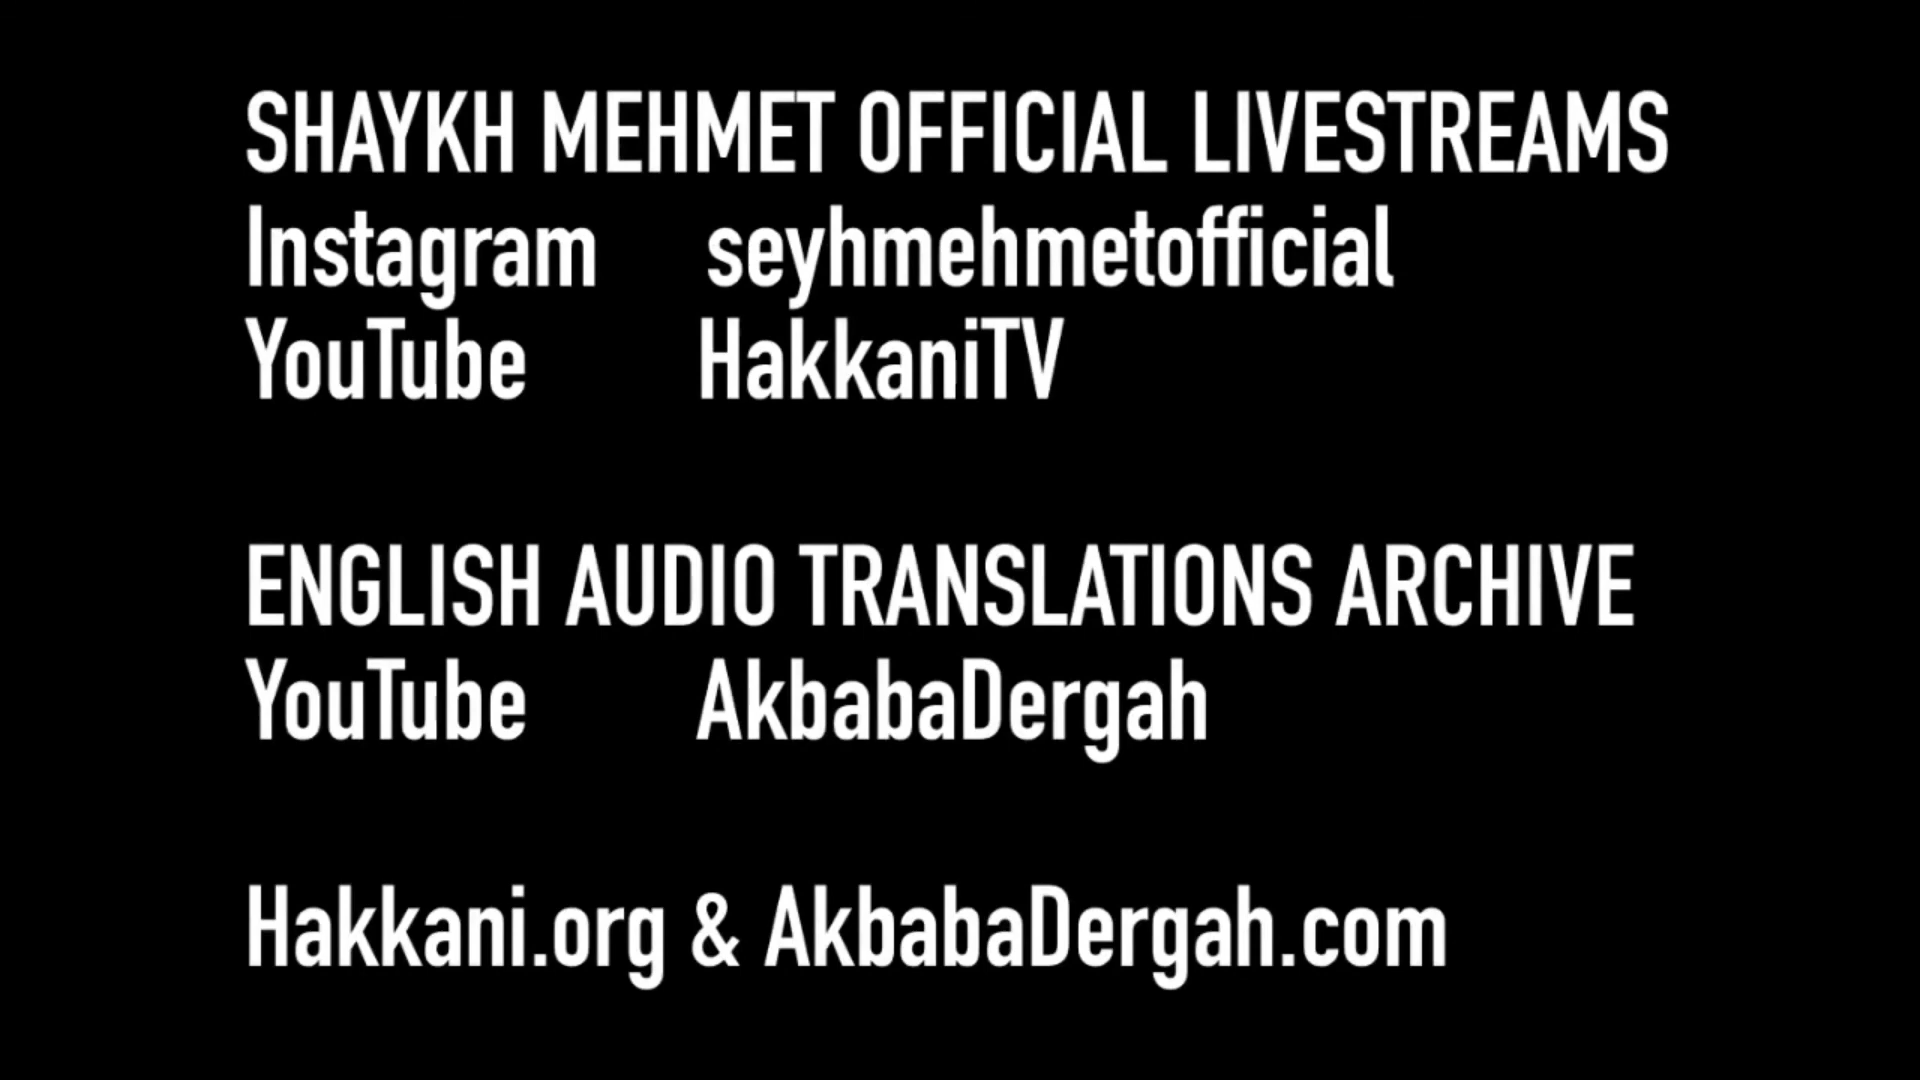 SHAYKH MEHMET OFFICIAL LIVESTREAMS
Instagram seyhmehmetofficial
YouTube HakkaniTV
ENGLISH AUDIO TRANSLATIONS ARCHIVE
YouTube AkbabaDergah
Hakkani.org & AkbabaDergah.com